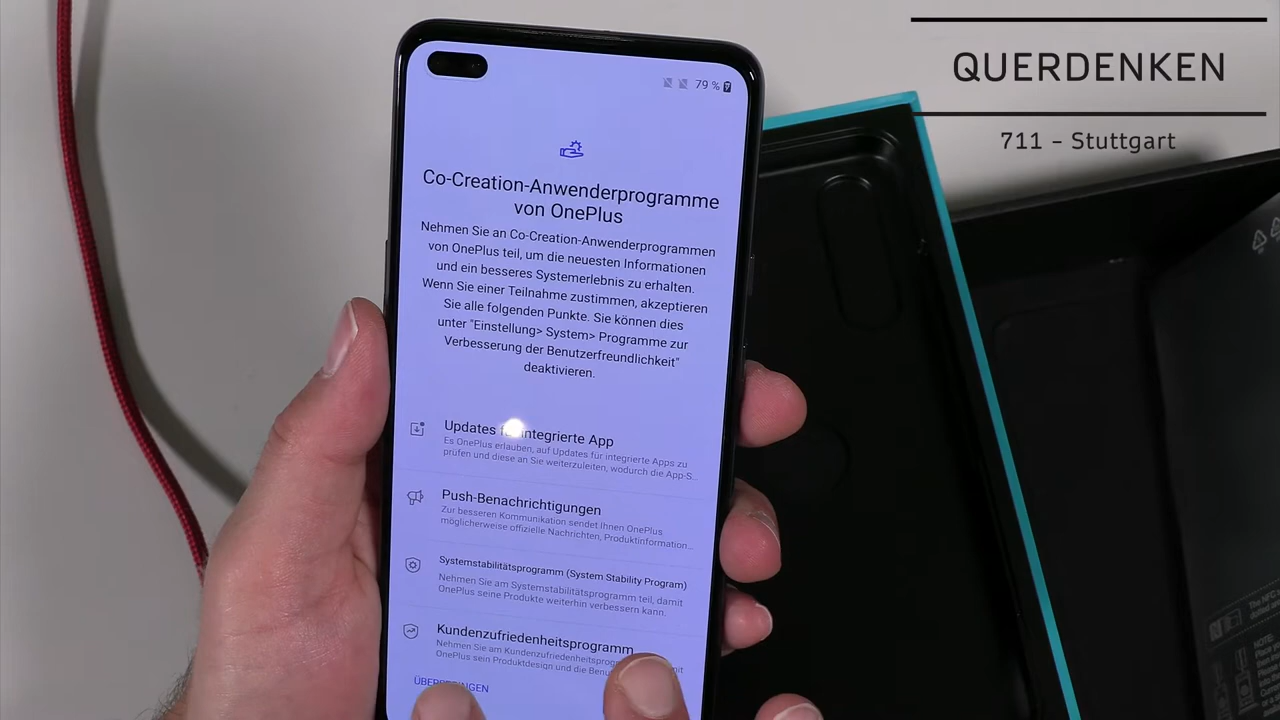 QUERDENKEN
711 - Stuttgart
79 %
Co-Creation-Anwenderprogramme
von OnePlus
Nehmen Sie an Co-Creation-Anwenderprogrammen
von OnePlus teil, um die neuesten Informationen
und ein besseres Systemerlebnis zu erhalten.
Wenn Sie einer Teilnahme zustimmen, akzeptieren
Sie alle folgenden Punkte. Sie können dies
unter "Einstellung> System> Programme zur
Verbesserung der Benutzerfreundlichkeit"
deaktivieren.
Updates integrierte App
Es OnePlus erlauben, auf Updates für integrierte Apps zu
prüfen und diese an Sie weiterzuleiten, wodurch die App-S...
Push-Benachrichtigungen
Zur besseren Kommunikation sendet Ihnen OnePlus
möglicherweise offizielle Nachrichten, Produktinformation...
Systemstabilitätsprogramm (System Stability Program)
Nehmen Sie am Systemstabilitätsprogramm teil, damit
OnePlus seine Produkte weiterhin verbessern kann.
Kundenzufriedenheitsprogramm
Nehmen Sie am
OnePlus sein Produktdesign und die
NOTE: